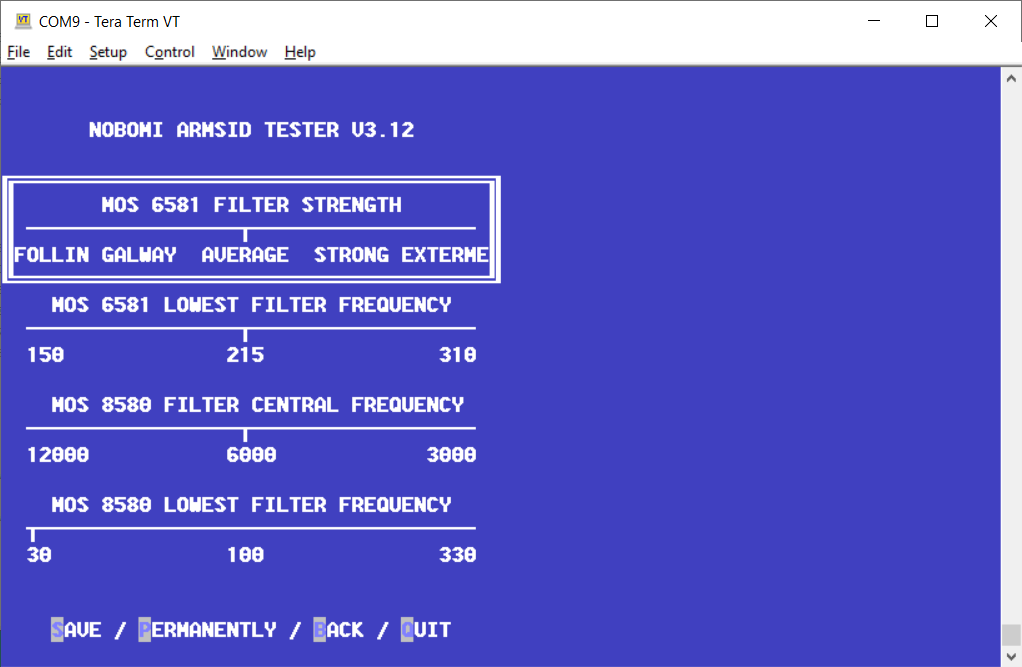 COM9 - Tera Term VT
File Edit Setup Control Window Help
NOBOMI ARMSID TESTER V3.12
MOS 6581 FILTER STRENGTH
FOLLIN GALWAY AVERAGE STRONG EXTERME
MOS 6581 LOWEST FILTER FREQUENCY
150 215 310
MOS 8580 FILTER CENTRAL FREQUENCY
12000 6000 3000
MOS 8580 LOWEST FILTER FREQUENCY
30 100 330
SAVE / PERMANENTLY / BACK / QUIT